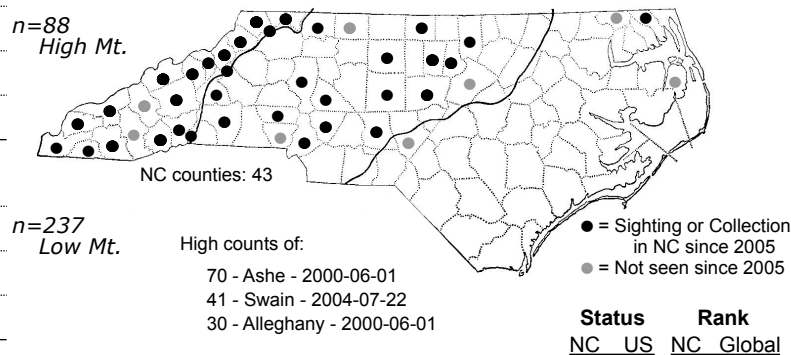 n=88
High Mt.
NC counties: 43
n=237
Low Mt.
High counts of:
70 - Ashe - 2000-06-01
41 - Swain - 2004-07-22
30 - Alleghany - 2000-06-01
● = Sighting or Collection
in NC since 2005
● = Not seen since 2005
Status Rank
NC US NC Global